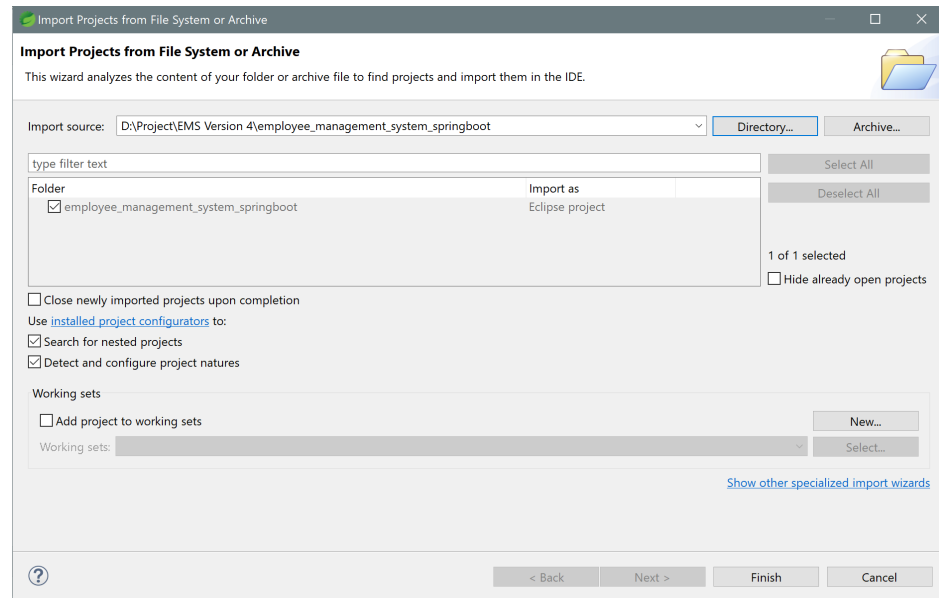 Import Projects from File System or Archive
Import Projects from File System or Archive
This wizard analyzes the content of your folder or archive file to find projects and import them in the IDE.
Import source: D:\Project\EMS Version 4\employee_management_system_springboot Directory... Archive...
type filter text Select All
Folder Import as Deselect All
employee_management_system_springboot Eclipse project
1 of 1 selected
Hide already open projects
Close newly imported projects upon completion
Use installed project configurators to:
Search for nested projects
Detect and configure project natures
Working sets
Add project to working sets New...
Working sets: Select...
Show other specialized import wizards
? < Back Next > Finish Cancel